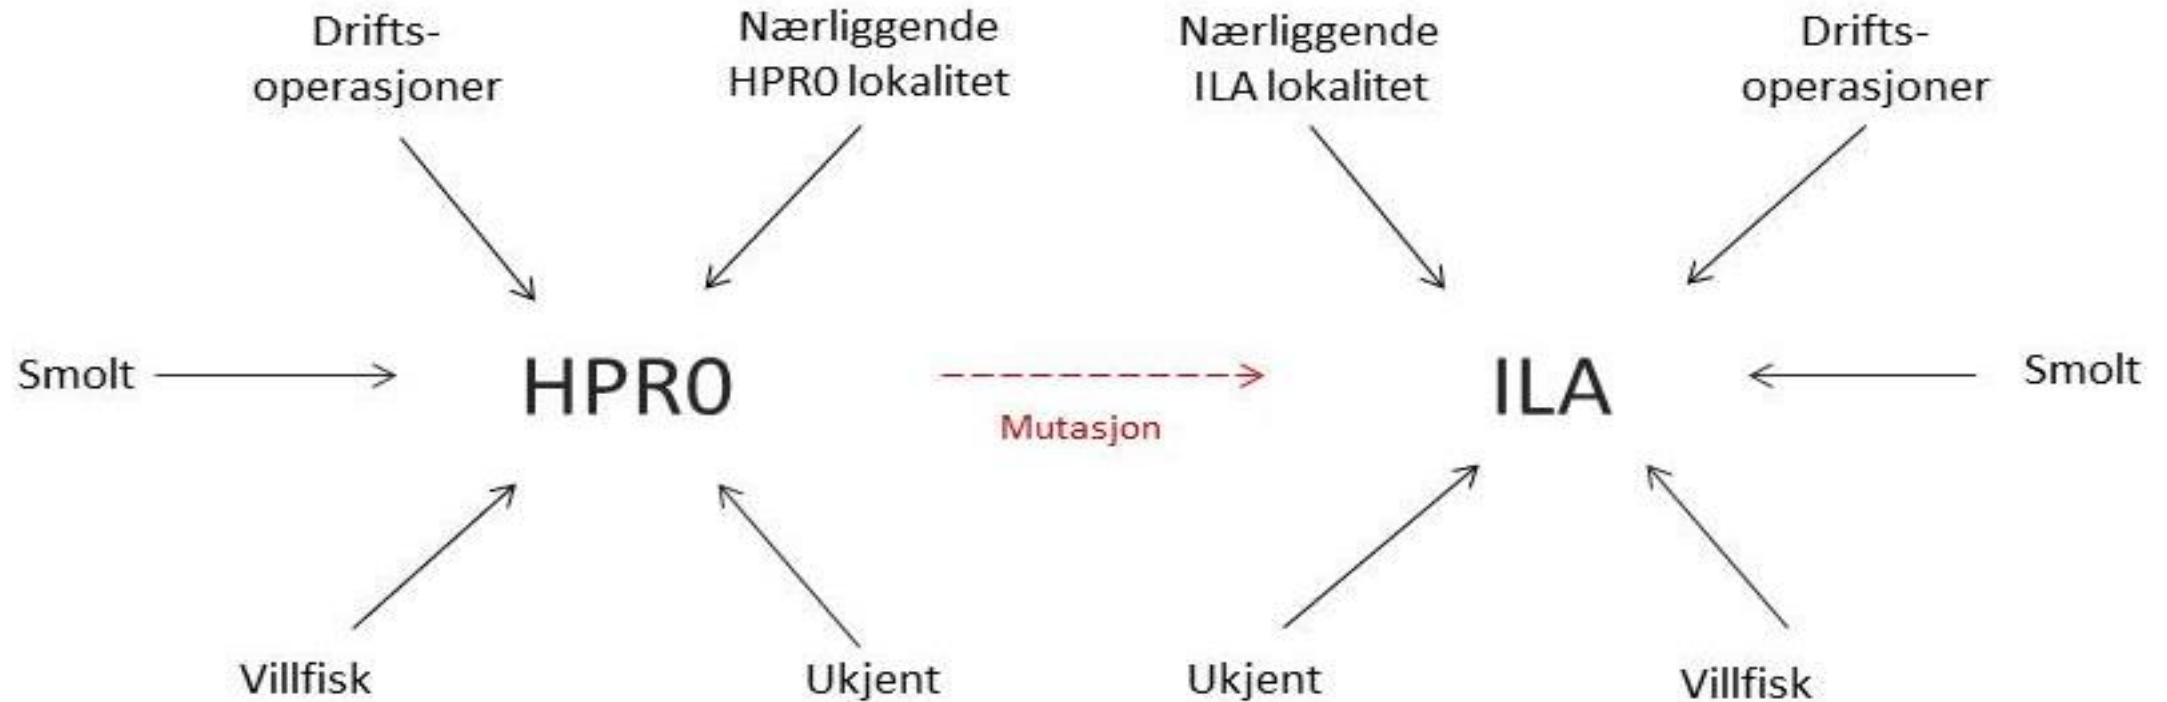 Drifts-
operasjoner
Nærliggende
HPR0 lokalitet
Nærliggende
ILA lokalitet
Drifts-
operasjoner
Smolt
HPR0
Mutasjon
ILA
Smolt
Villfisk
Ukjent
Ukjent
Villfisk